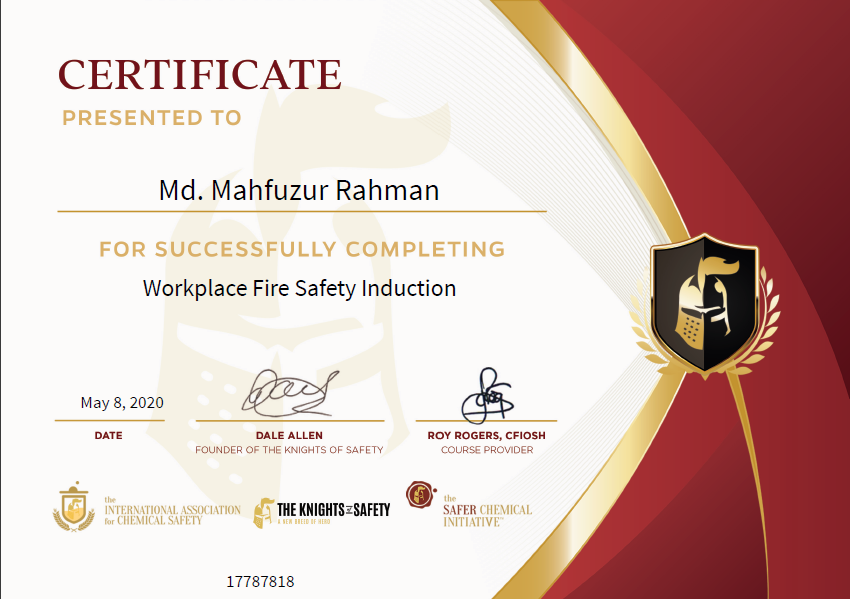 CERTIFICATE
PRESENTED TO
Md. Mahfuzur Rahman
FOR SUCCESSFULLY COMPLETING
Workplace Fire Safety Induction
May 8, 2020
DATE
DALE ALLEN
FOUNDER OF THE KNIGHTS OF SAFETY
ROY ROGERS, CFIOSH
COURSE PROVIDER
the
INTERNATIONAL ASSOCIATION
for CHEMICAL SAFETY
THE KNIGHTS OF SAFETY
A NEW BREED OF HERO
the
SAFER CHEMICAL
INITIATIVE™
17787818